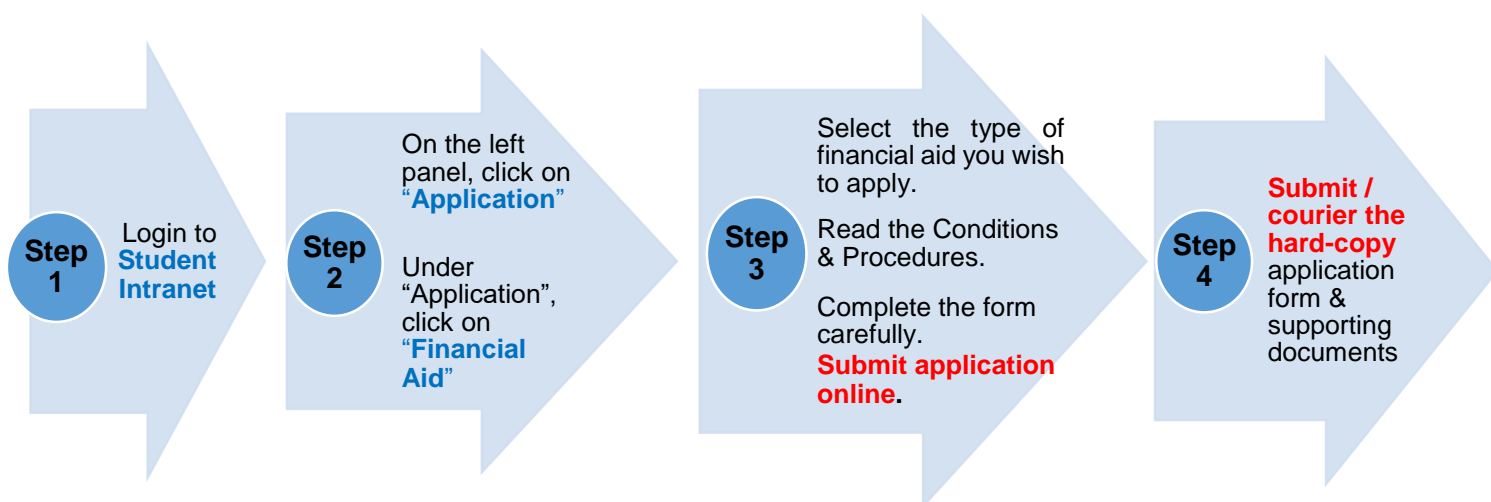 Step
1
Login to
Student
Intranet
Step
2
On the left
panel, click on
“Application”
Under
“Application”,
click on
“Financial
Aid”
Step
3
Select the type of
financial aid you wish
to apply.
Read the Conditions
& Procedures.
Complete the form
carefully.
Submit application
online.
Step
4
Submit /
courier the
hard-copy
application
form &
supporting
documents